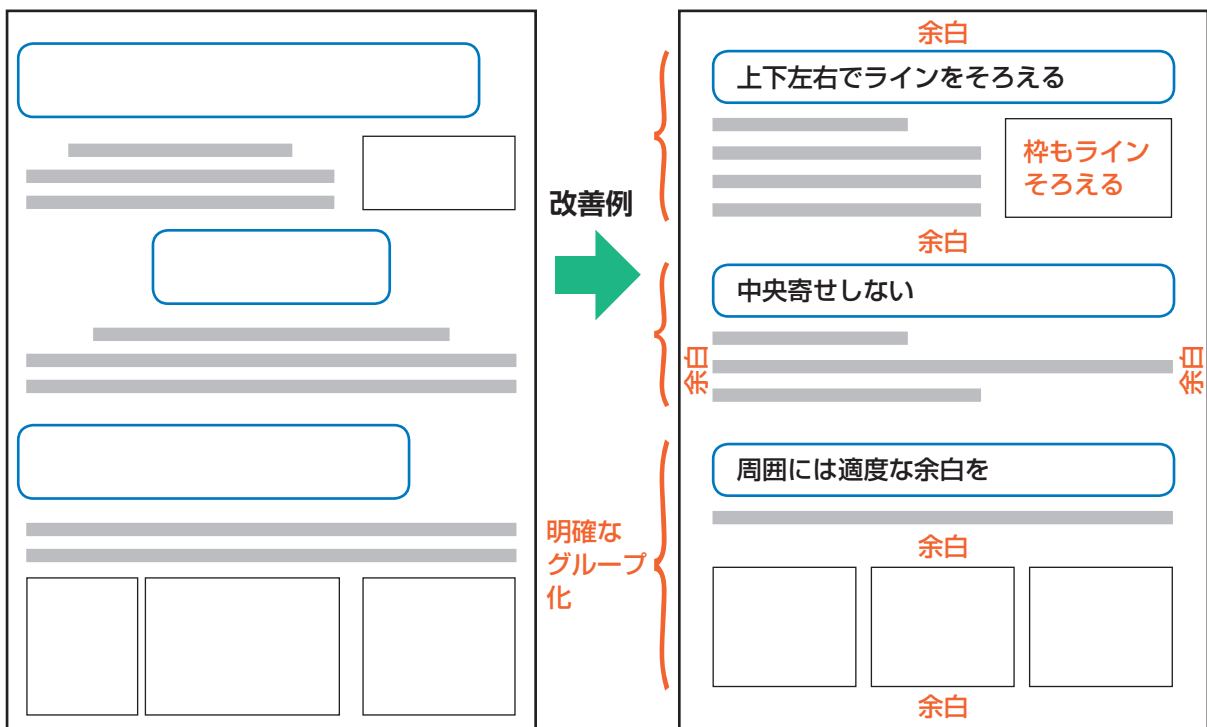 改善例
明確な
グループ
化
余白
上下左右でラインをそろえる
枠もライン
そろえる
余白
中央寄せしない
余白
余白
周囲には適度な余白を
余白
余白